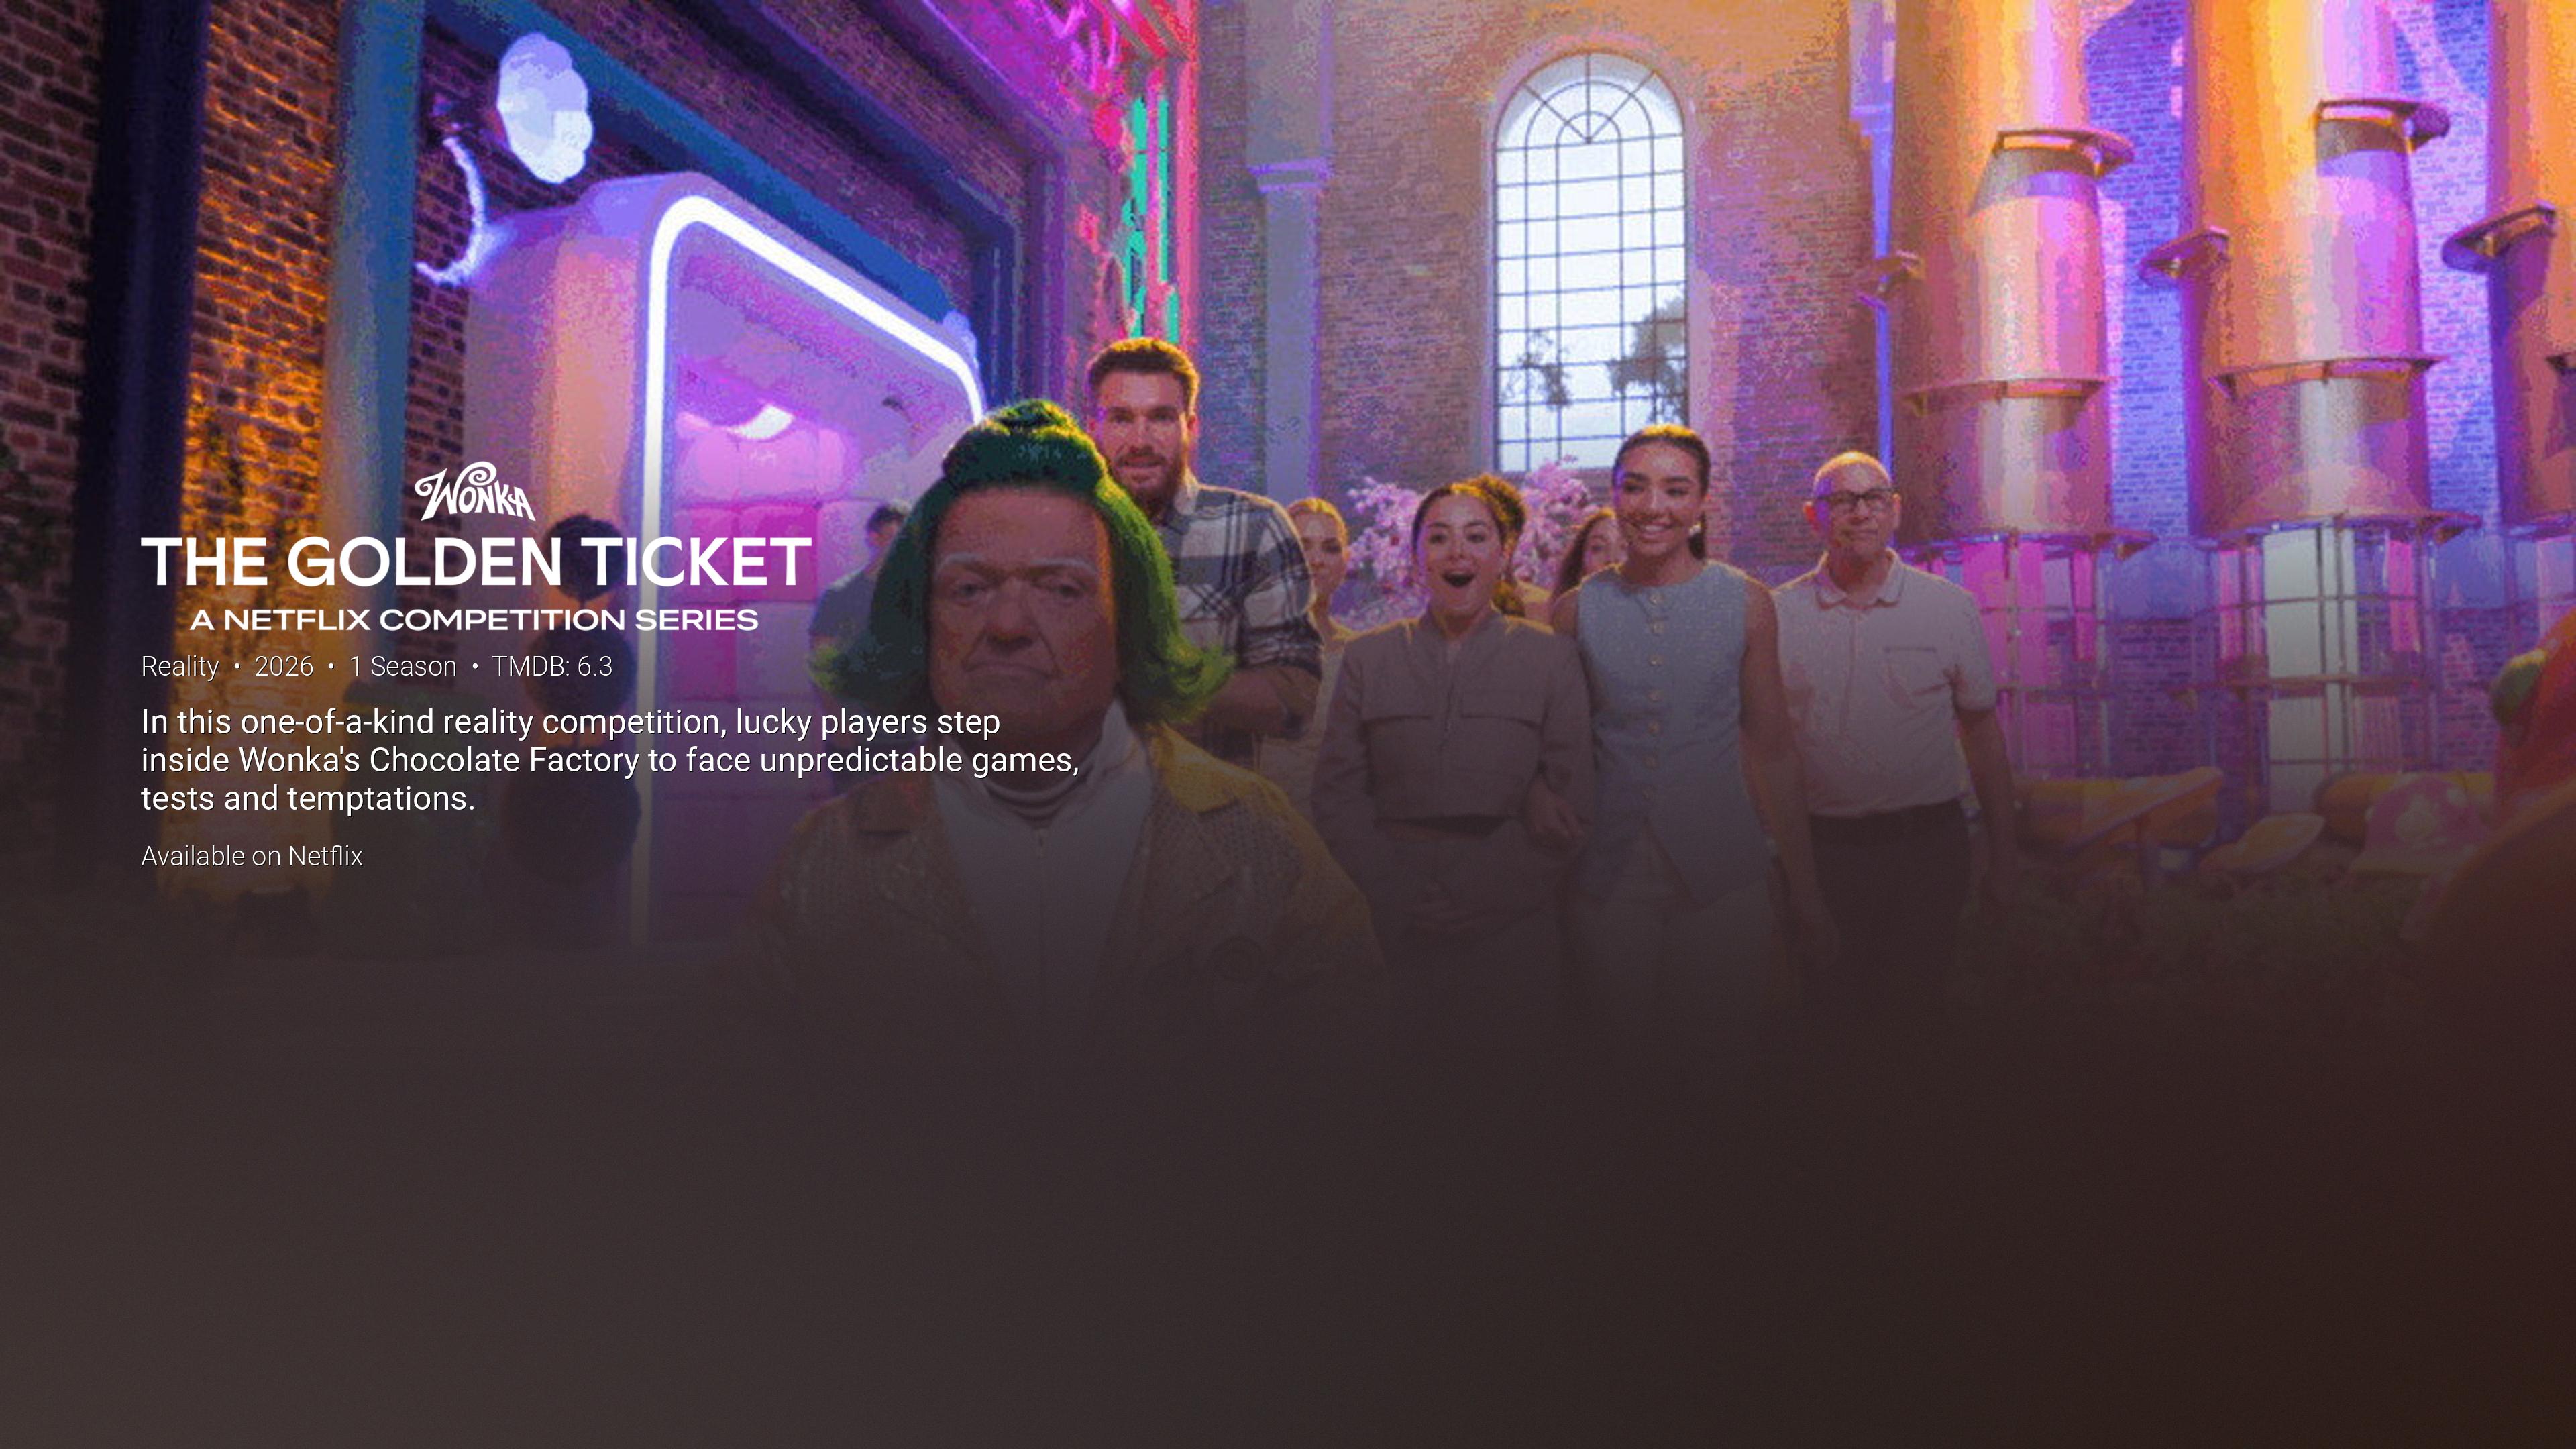 WONKA
THE GOLDEN TICKET
A NETFLIX COMPETITION SERIES
Reality • 2026 • 1 Season • TMDB: 6.3
In this one-of-a-kind reality competition, lucky players step
inside Wonka's Chocolate Factory to face unpredictable games,
tests and temptations.
Available on Netflix